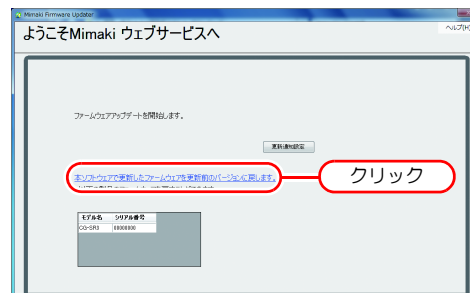 Mimaki Firmware Updater
ようこそMimaki ウェブサービスへ
ヘルプ(H)
ファームウェアアップデートを開始します。
更新通知設定
本ソフトウェアで更新したファームウェアを更新前のバージョンに戻します。
クリック
モデル名 シリアル番号
CG-SR3 00000000